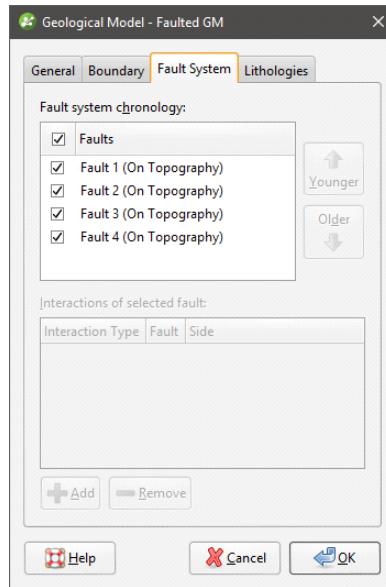 Geological Model - Faulted GM
General Boundary Fault System Lithologies
Fault system chronology:
Faults
Fault 1 (On Topography)
Fault 2 (On Topography)
Fault 3 (On Topography)
Fault 4 (On Topography)
Younger
Older
Interactions of selected fault:
Interaction Type Fault Side
Add Remove
Help Cancel OK